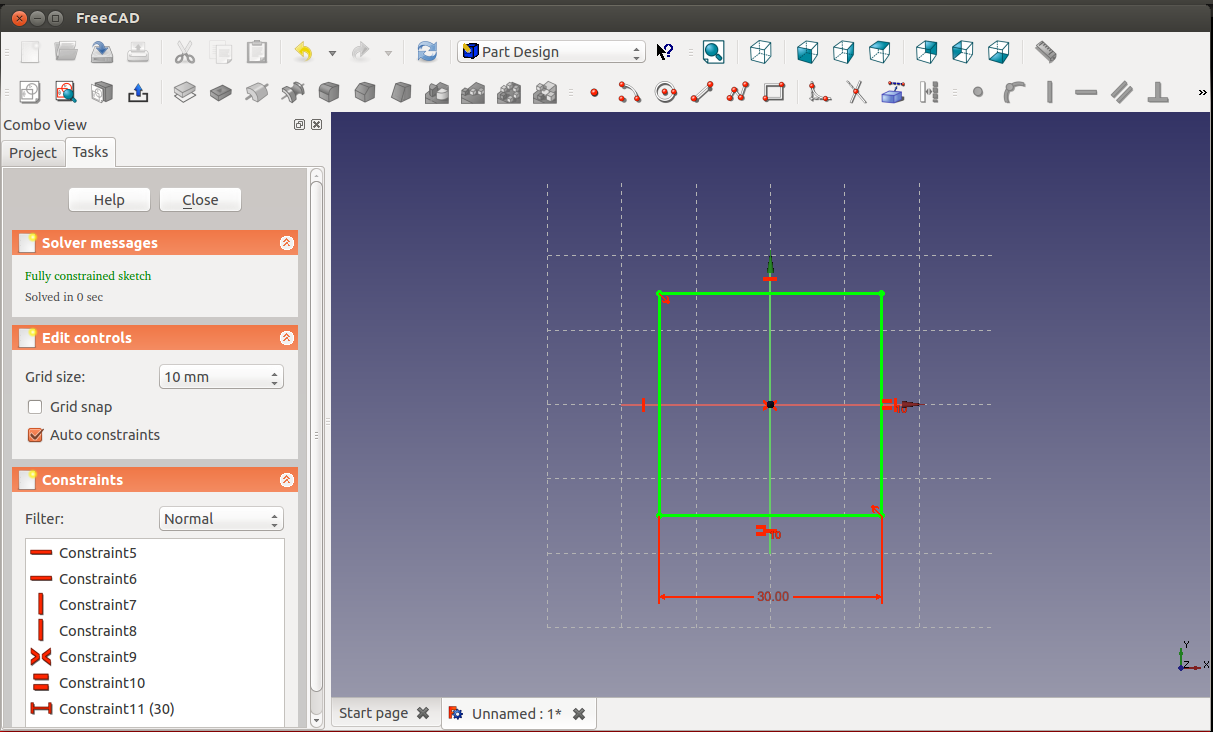 FreeCAD
Part Design
»
Combo View
Project
Tasks
Help
Close
Solver messages
Fully constrained sketch
Solved in 0 sec
Edit controls
Grid size:
10 mm
Grid snap
Auto constraints
Constraints
Filter:
Normal
Constraint5
Constraint6
Constraint7
Constraint8
Constraint9
Constraint10
Constraint11 (30)
10
30.00
Y
Z
X
Start page
Unnamed : 1*